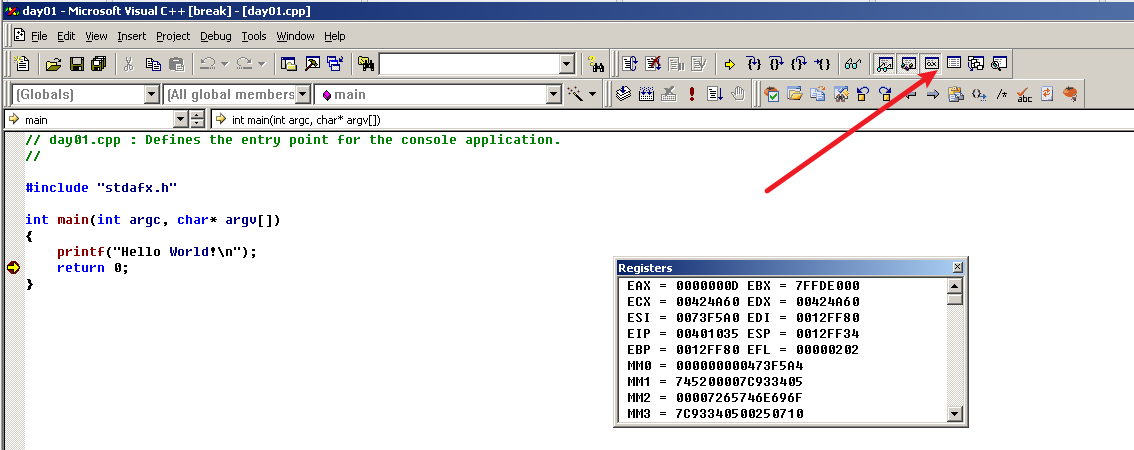 day01 - Microsoft Visual C++ [break] - [day01.cpp]
File Edit View Insert Project Debug Tools Window Help
(Globals) (All global members main
main int main(int argc, char* argv[])
// day01.cpp : Defines the entry point for the console application.
//
#include "stdafx.h"
int main(int argc, char* argv[])
{
printf("Hello World!\n");
return 0;
}
Registers
EAX = 0000000D EBX = 7FFDE000
ECX = 00424A60 EDX = 00424A60
ESI = 0073F5A0 EDI = 0012FF80
EIP = 00401035 ESP = 0012FF34
EBP = 0012FF80 EFL = 00000202
MM0 = 000000000473F5A4
MM1 = 745200007C933405
MM2 = 00007265746E696F
MM3 = 7C93340500250710